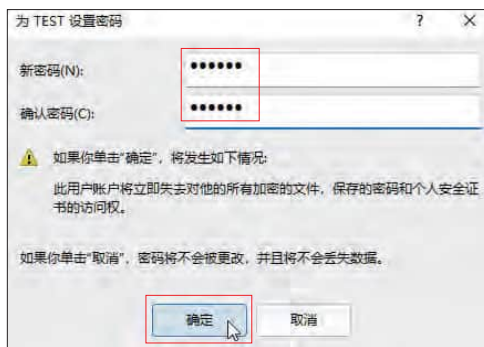 为 TEST 设置密码 ? ×
新密码(N): ●●●●●●
确认密码(C): ●●●●●●
如果你单击“确定”，将发生如下情况:
此用户账户将立即失去对他的所有加密的文件，保存的密码和个人安全证
书的访问权。
如果你单击“取消”，密码将不会被更改，并且将不会丢失数据。
确定 取消